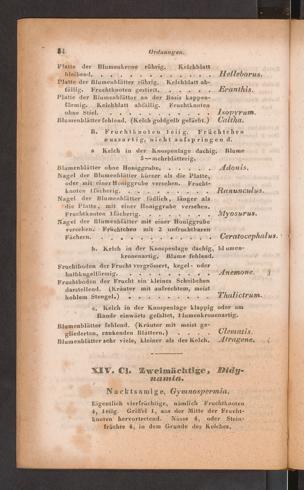 84 Ordnungen.
Platte der Blumenkrone röhrig. Kelchblatt
bleibend. . . . . . . . . . . . Helleborus.
Platte der Blumenblätter röhrig. Kelchblatt ab-
fällig. Fruchtknoten gestielt. . . . . . Eranthis.
Platte der Blumenblätter an der Basis kappen-
förmig. Kelchblatt abfällig. Fruchtknoten
ohne Stiel. . . . . . . . . . . Isopyrum.
Blumenblätter fehlend. (Kelch goldgelb gefärbt.) Caltha.
B. Fruchtknoten 1eiig. Früchtchen
nussartig, nicht aufspringend.
a Kelch in der Knospenlage dachig. Blume
5—mehrblätterig.
Blumenblätter ohne Honiggrube. . . . . . Adonis.
Nagel der Blumenblätter kürzer als die Platte,
oder mit einer Honiggrube versehen. Frucht-
knoten 1fächerig. . . . . . . . . Ranunculus.
Nagel der Blumenblätter födlich, länger als
die Platte, mit einer Honiggrube versehen.
Fruchtknoten 1fächerig. . . . . . . . Myosurus.
Nagel der Blumenblätter mit einer Honiggrube
versehen. Früchtchen mit 2 unfruchtbaren
Fächern. . . . . . . . . . . . Ceratocephalus.
b. Kelch in der Knospenlage dachig, blumen-
kronenartig. Blume fehlend.
Fruchtboden der Frucht vergrössert, kegel- oder
halbkugelförmig. . . . . . . . . Anemone.
Fruchtboden der Frucht ein kleines Scheibchen
darstellend. (Kräuter mit aufrechtem, meist
hohlem Stengel.) . . . . . . . . Thalictrum.
c. Kelch in der Knospenlage klappig oder am
Rande einwärts gefaltet, blumenkronenartig.
Blumenblätter fehlend. (Kräuter mit meist ge-
gliederten, rankenden Blättern.) . . . . Clematis.
Blumenblätter sehr viele, kleiner als der Kelch. Atragene.
XIV. Cl. Zweimächtige, Didy-
namia.
Nacktsamige, Gymnospermia.
Eigentlich vierfrüchtige, nämlich Fruchtknoten
4, 1eiig. Griffel 1, aus der Mitte der Frucht-
knoten hervortretend. Nüsse 4, oder Stein-
früchte 4, in dem Grunde des Kelches.